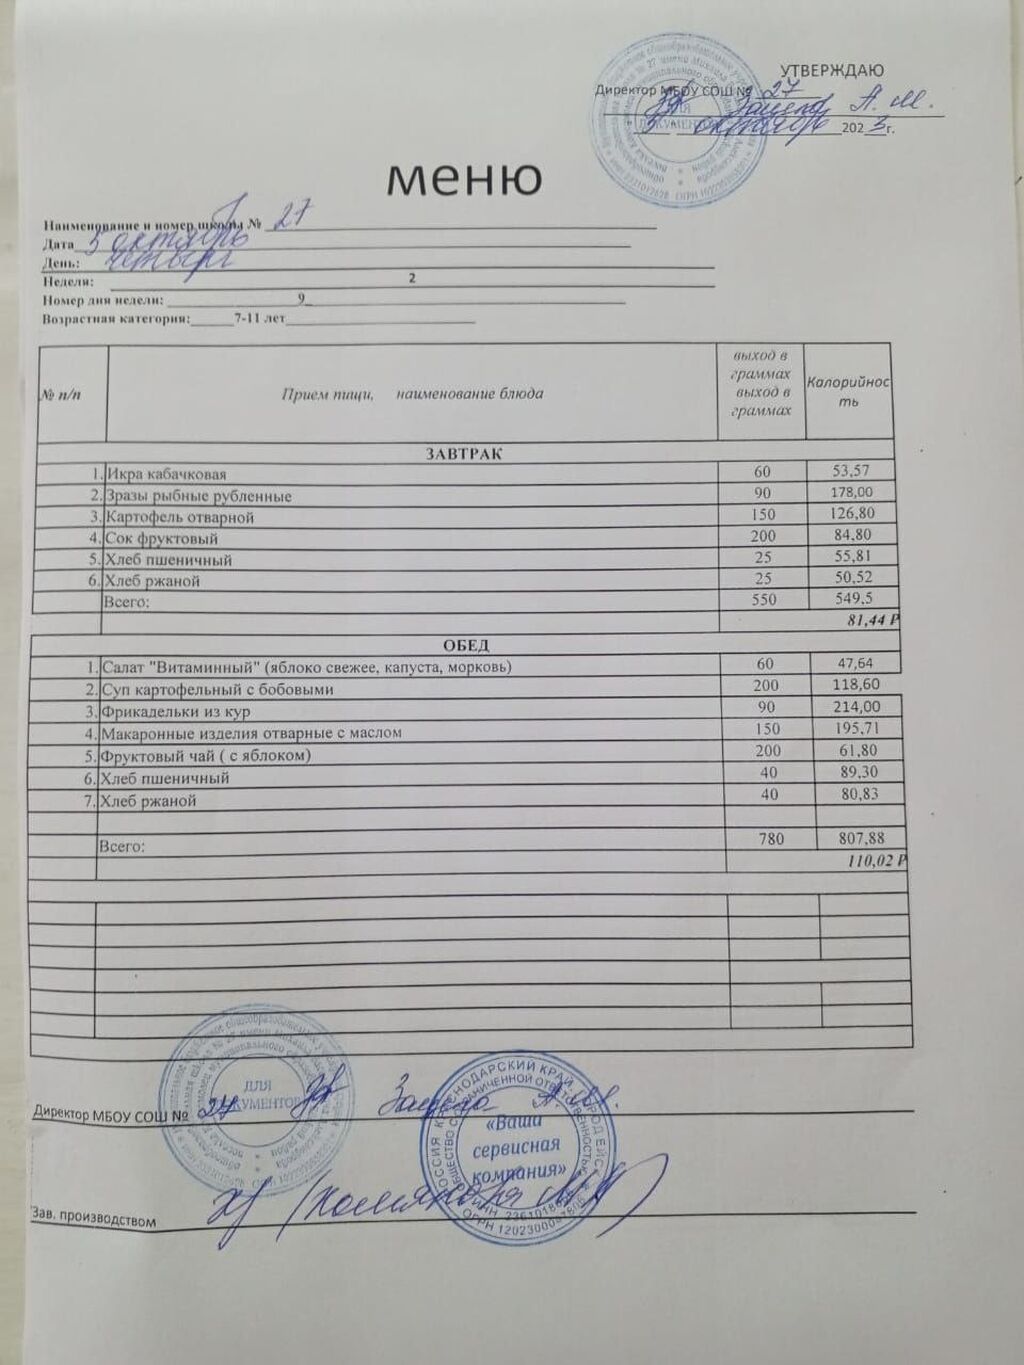 УТВЕРЖДАЮ
Директор МБОУ СОШ № 27
А. М.
5 октября 2023 г.
меню
Наименование и номер школы № 27
Дата 5 октябрь
День: четверг
Неделя: 2
Номер дня недели: 9
Возрастная категория: 7-11 лет
№ п/п Прием пищи, наименование блюда выход в граммах выход в граммах Калорийность
ЗАВТРАК
1. Икра кабачковая 60 53,57
2. Зразы рыбные рубленные 90 178,00
3. Картофель отварной 150 126,80
4. Сок фруктовый 200 84,80
5. Хлеб пшеничный 25 55,81
6. Хлеб ржаной 25 50,52
Всего: 550 549,5
81,44 Р
ОБЕД
1. Салат "Витаминный" (яблоко свежее, капуста, морковь) 60 47,64
2. Суп картофельный с бобовыми 200 118,60
3. Фрикадельки из кур 90 214,00
4. Макаронные изделия отварные с маслом 150 195,71
5. Фруктовый чай ( с яблоком) 200 61,80
6. Хлеб пшеничный 40 89,30
7. Хлеб ржаной 40 80,83
Всего: 780 807,88
110,02 Р
ДЛЯ ДОКУМЕНТОВ
Директор МБОУ СОШ № 27
«Ваша
сервисная
компания»
Зав. производством